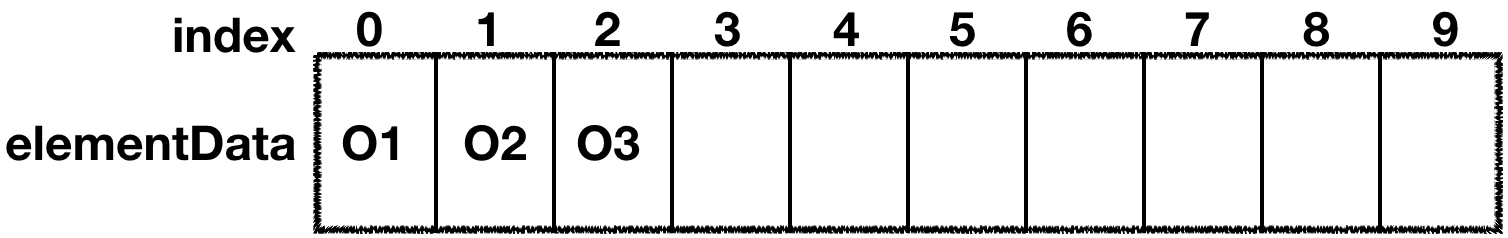 index 0 1 2 3 4 5 6 7 8 9
elementData O1 O2 O3